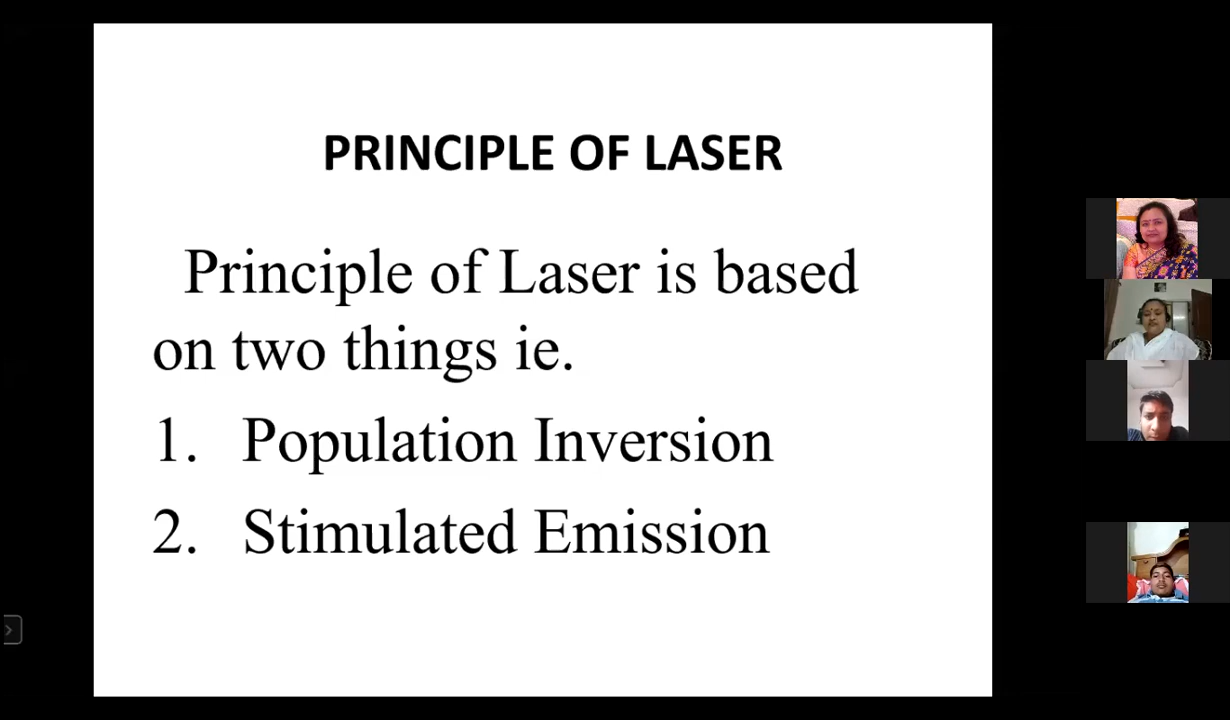 PRINCIPLE OF LASER
Principle of Laser is based
on two things ie.
1. Population Inversion
2. Stimulated Emission